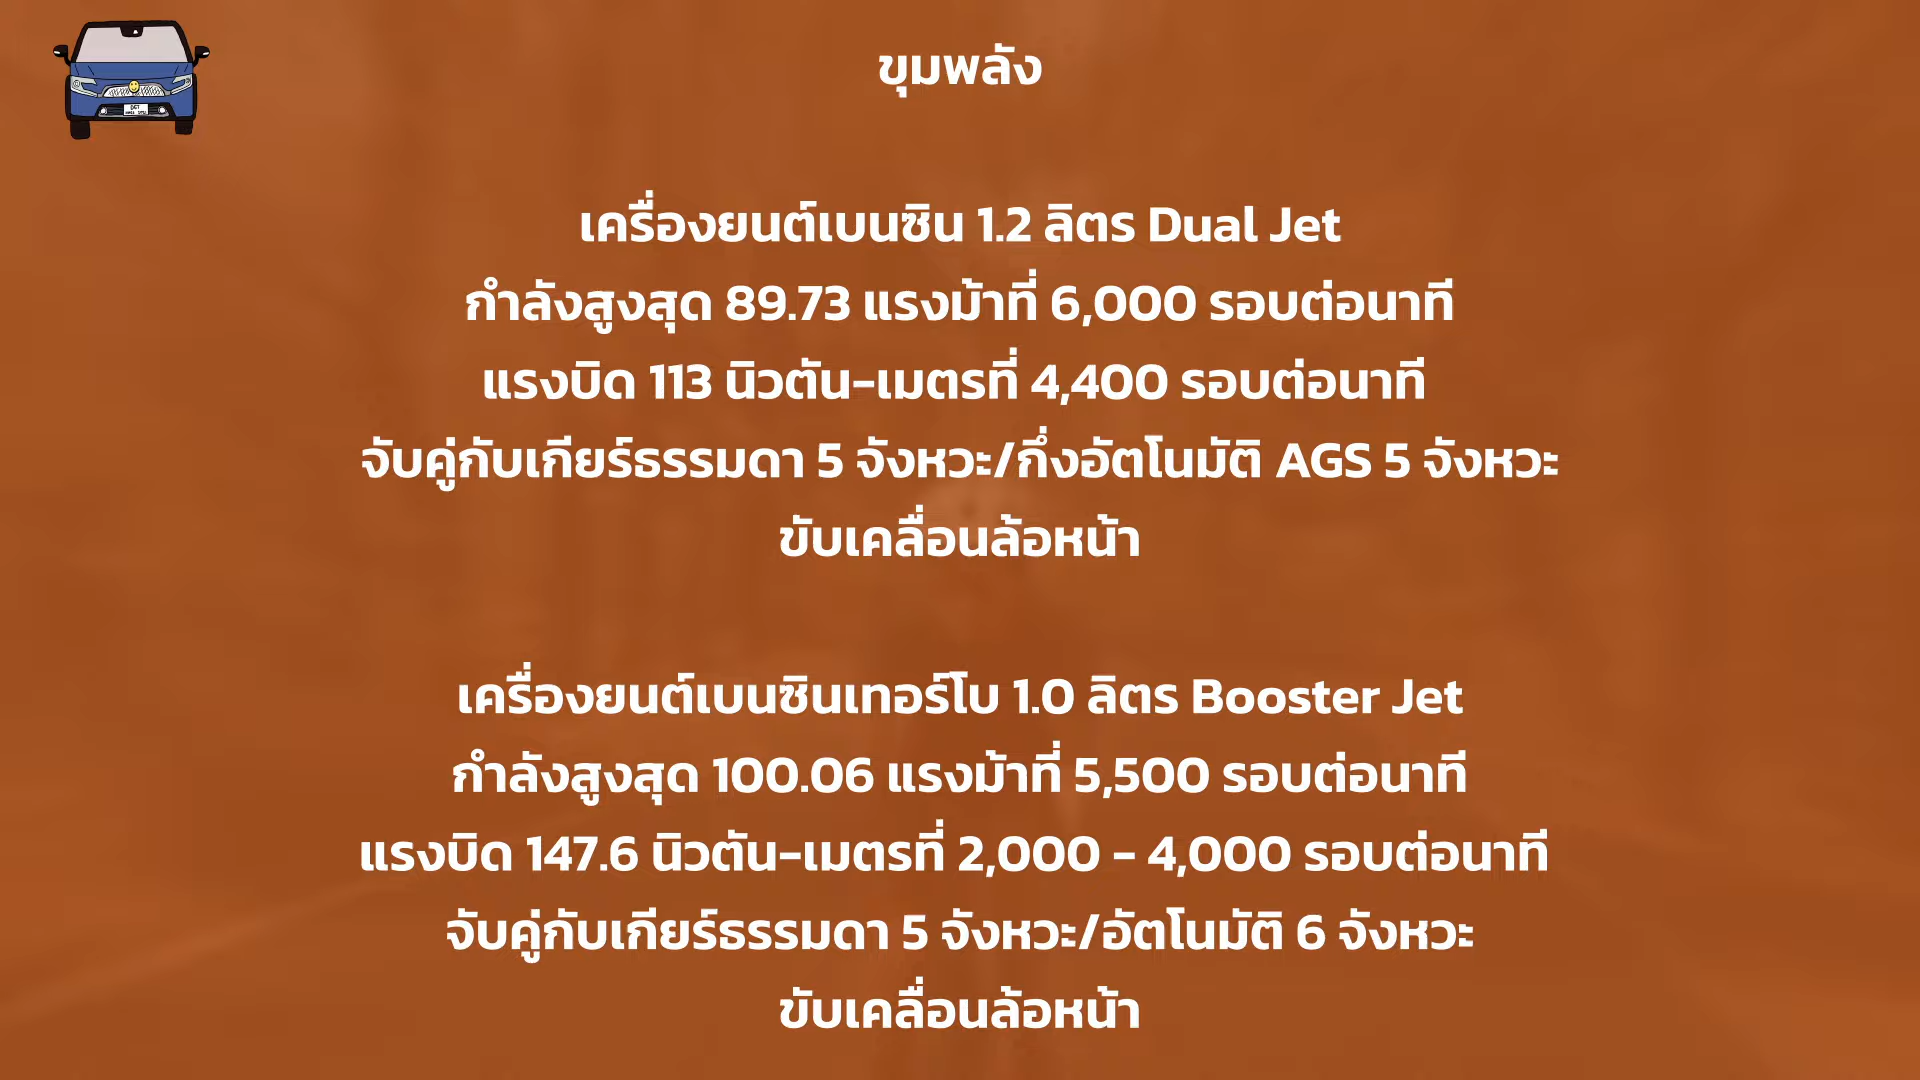 ขุมพลัง
เครื่องยนต์เบนซิน 1.2 ลิตร Dual Jet
กำลังสูงสุด 89.73 แรงม้าที่ 6,000 รอบต่อนาที
แรงบิด 113 นิวตัน-เมตรที่ 4,400 รอบต่อนาที
จับคู่กับเกียร์ธรรมดา 5 จังหวะ/กึ่งอัตโนมัติ AGS 5 จังหวะ
ขับเคลื่อนล้อหน้า
เครื่องยนต์เบนซินเทอร์โบ 1.0 ลิตร Booster Jet
กำลังสูงสุด 100.06 แรงม้าที่ 5,500 รอบต่อนาที
แรงบิด 147.6 นิวตัน-เมตรที่ 2,000 - 4,000 รอบต่อนาที
จับคู่กับเกียร์ธรรมดา 5 จังหวะ/อัตโนมัติ 6 จังหวะ
ขับเคลื่อนล้อหน้า